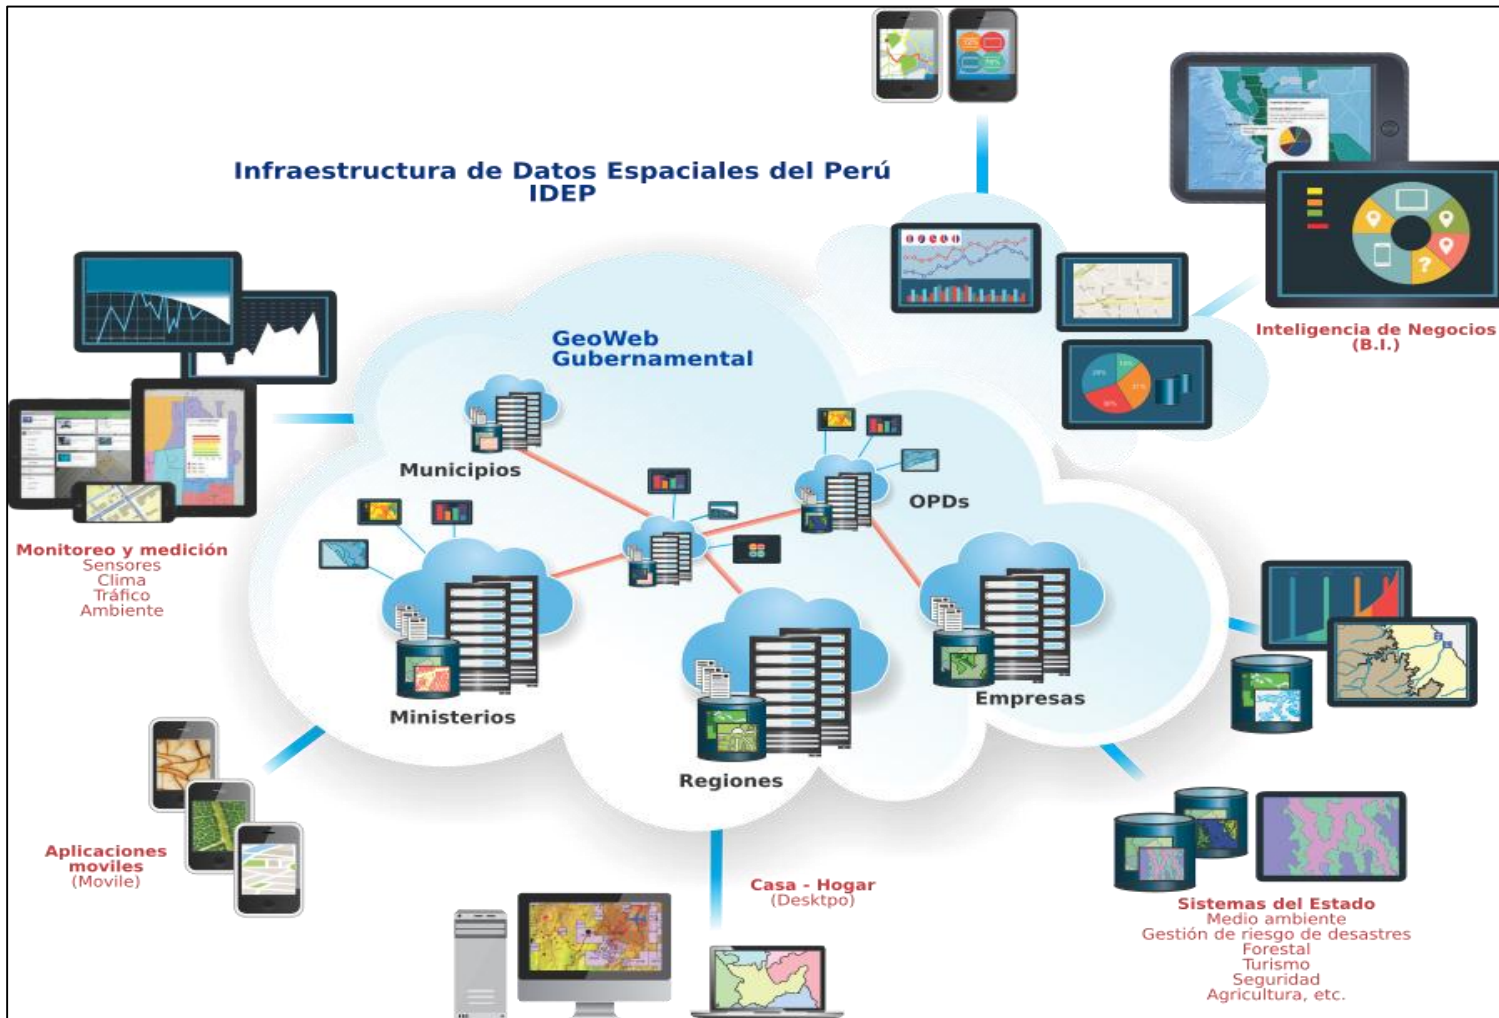 Infraestructura de Datos Espaciales del Perú
IDEP
GeoWeb
Gubernamental
Municipios
OPDs
Ministerios
Regiones
Empresas
Inteligencia de Negocios
(B.I.)
Monitoreo y medición
Sensores
Clima
Tráfico
Ambiente
Aplicaciones
moviles
(Movile)
Casa - Hogar
(Desktpo)
Sistemas del Estado
Medio ambiente
Gestión de riesgo de desastres
Forestal
Turismo
Seguridad
Agricultura, etc.